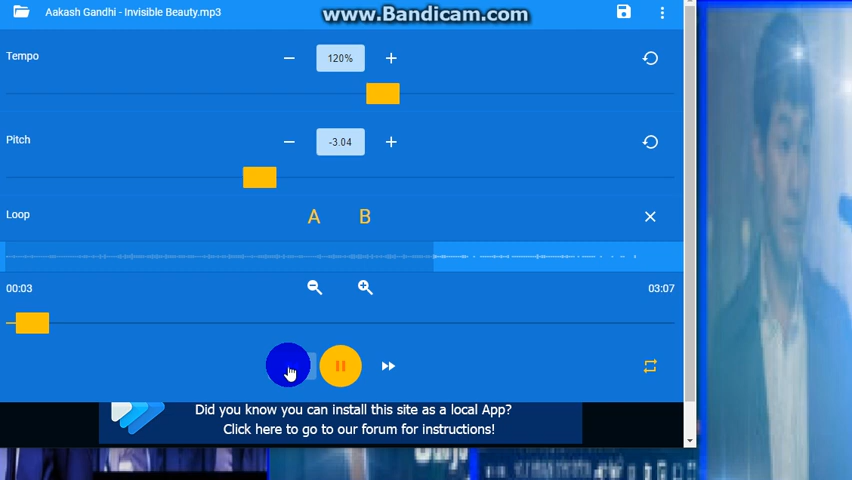 Aakash Gandhi - Invisible Beauty.mp3
www.Bandicam.com
Tempo
120%
Pitch
-3.04
Loop
A B
00:03
03:07
Did you know you can install this site as a local App?
Click here to go to our forum for instructions!